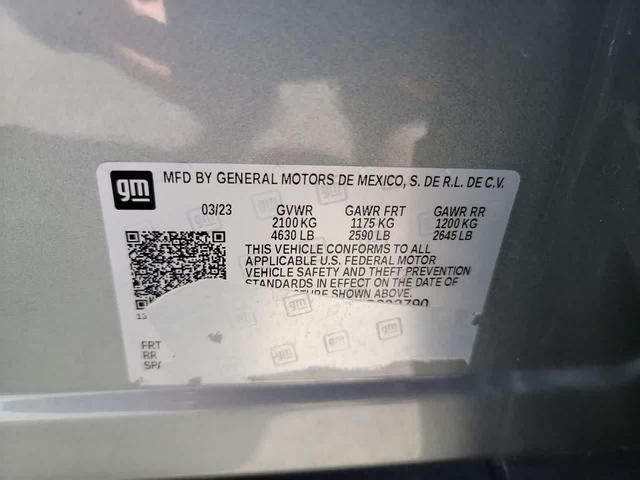 gm MFD BY GENERAL MOTORS DE MEXICO, S. DE R.L. DE C.V.
03/23 GVWR GAWR FRT GAWR RR
2100 KG 1175 KG 1200 KG
4630 LB 2590 LB 2645 LB
THIS VEHICLE CONFORMS TO ALL
APPLICABLE U.S. FEDERAL MOTOR
VEHICLE SAFETY AND THEFT PREVENTION
STANDARDS IN EFFECT ON THE DATE OF
SHOWN ABOVE.
FRT
RR